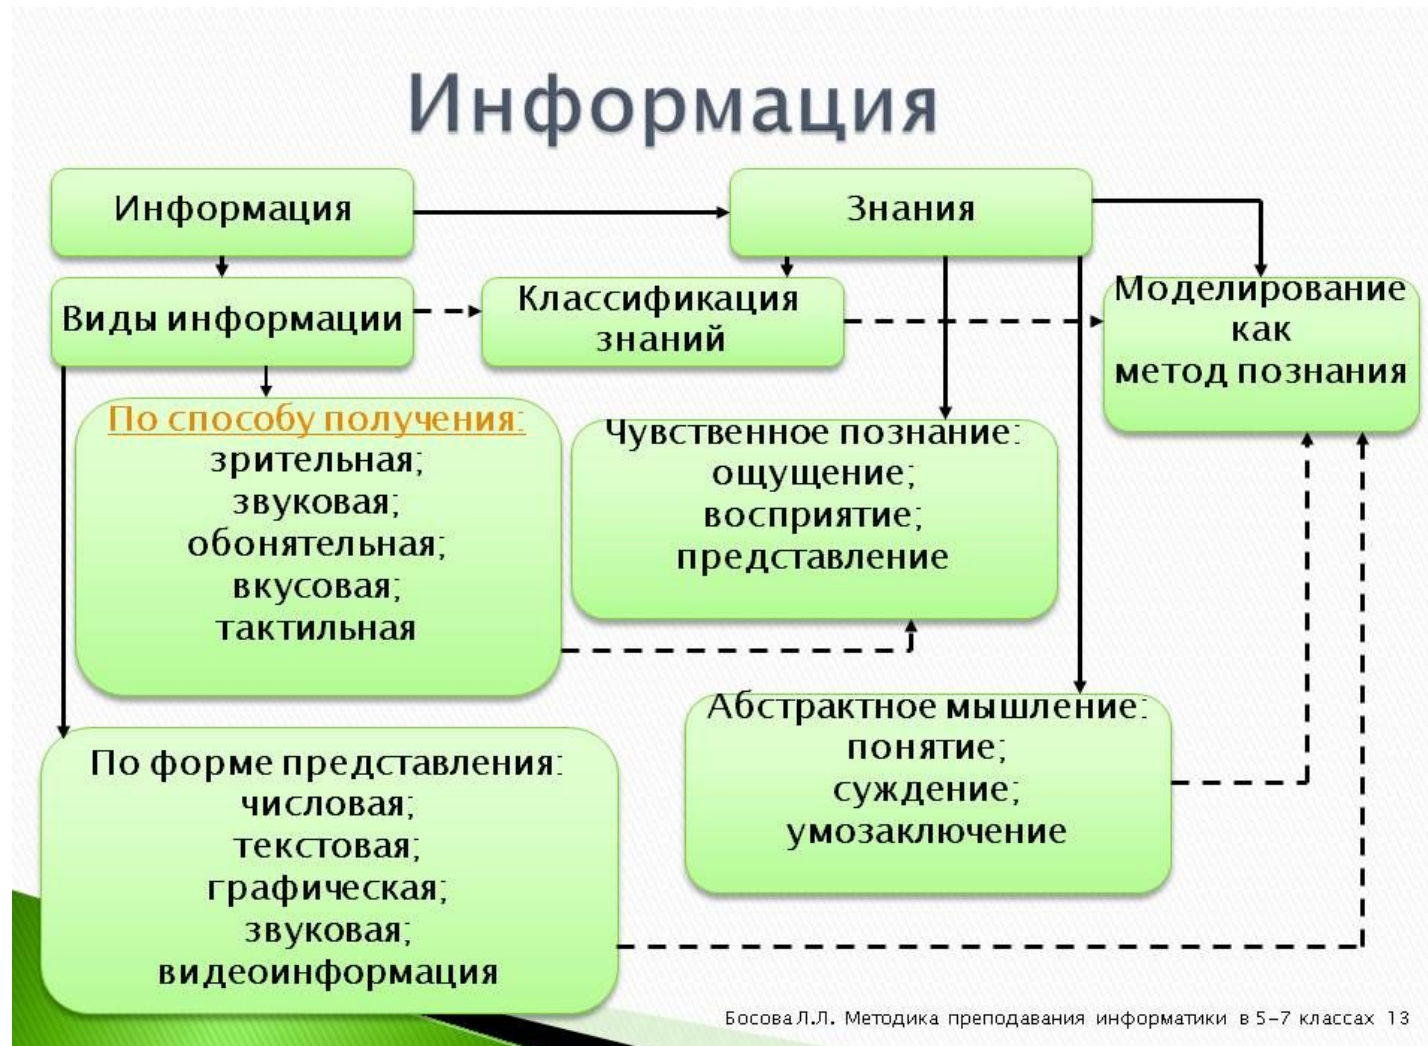 Информация
Информация
Знания
Виды информации
Классификация
знаний
Моделирование
как
метод познания
По способу получения:
зрительная;
звуковая;
обонятельная;
вкусовая;
тактильная
Чувственное познание:
ощущение;
восприятие;
представление
По форме представления:
числовая;
текстовая;
графическая;
звуковая;
видеоинформация
Абстрактное мышление:
понятие;
суждение;
умозаключение
Босова Л.Л. Методика преподавания информатики в 5-7 классах 13